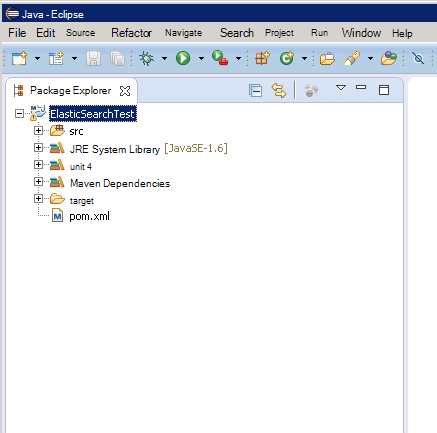 Java - Eclipse
File Edit Source Refactor Navigate Search Project Run Window Help
Package Explorer
ElasticSearchTest
src
JRE System Library [JavaSE-1.6]
unit 4
Maven Dependencies
target
pom.xml